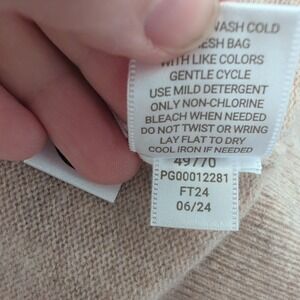 WASH COLD
MESH BAG
WITH LIKE COLORS
GENTLE CYCLE
USE MILD DETERGENT
ONLY NON-CHLORINE
BLEACH WHEN NEEDED
DO NOT TWIST OR WRING
LAY FLAT TO DRY
COOL IRON IF NEEDED
49770
PG00012281
FT24
06/24